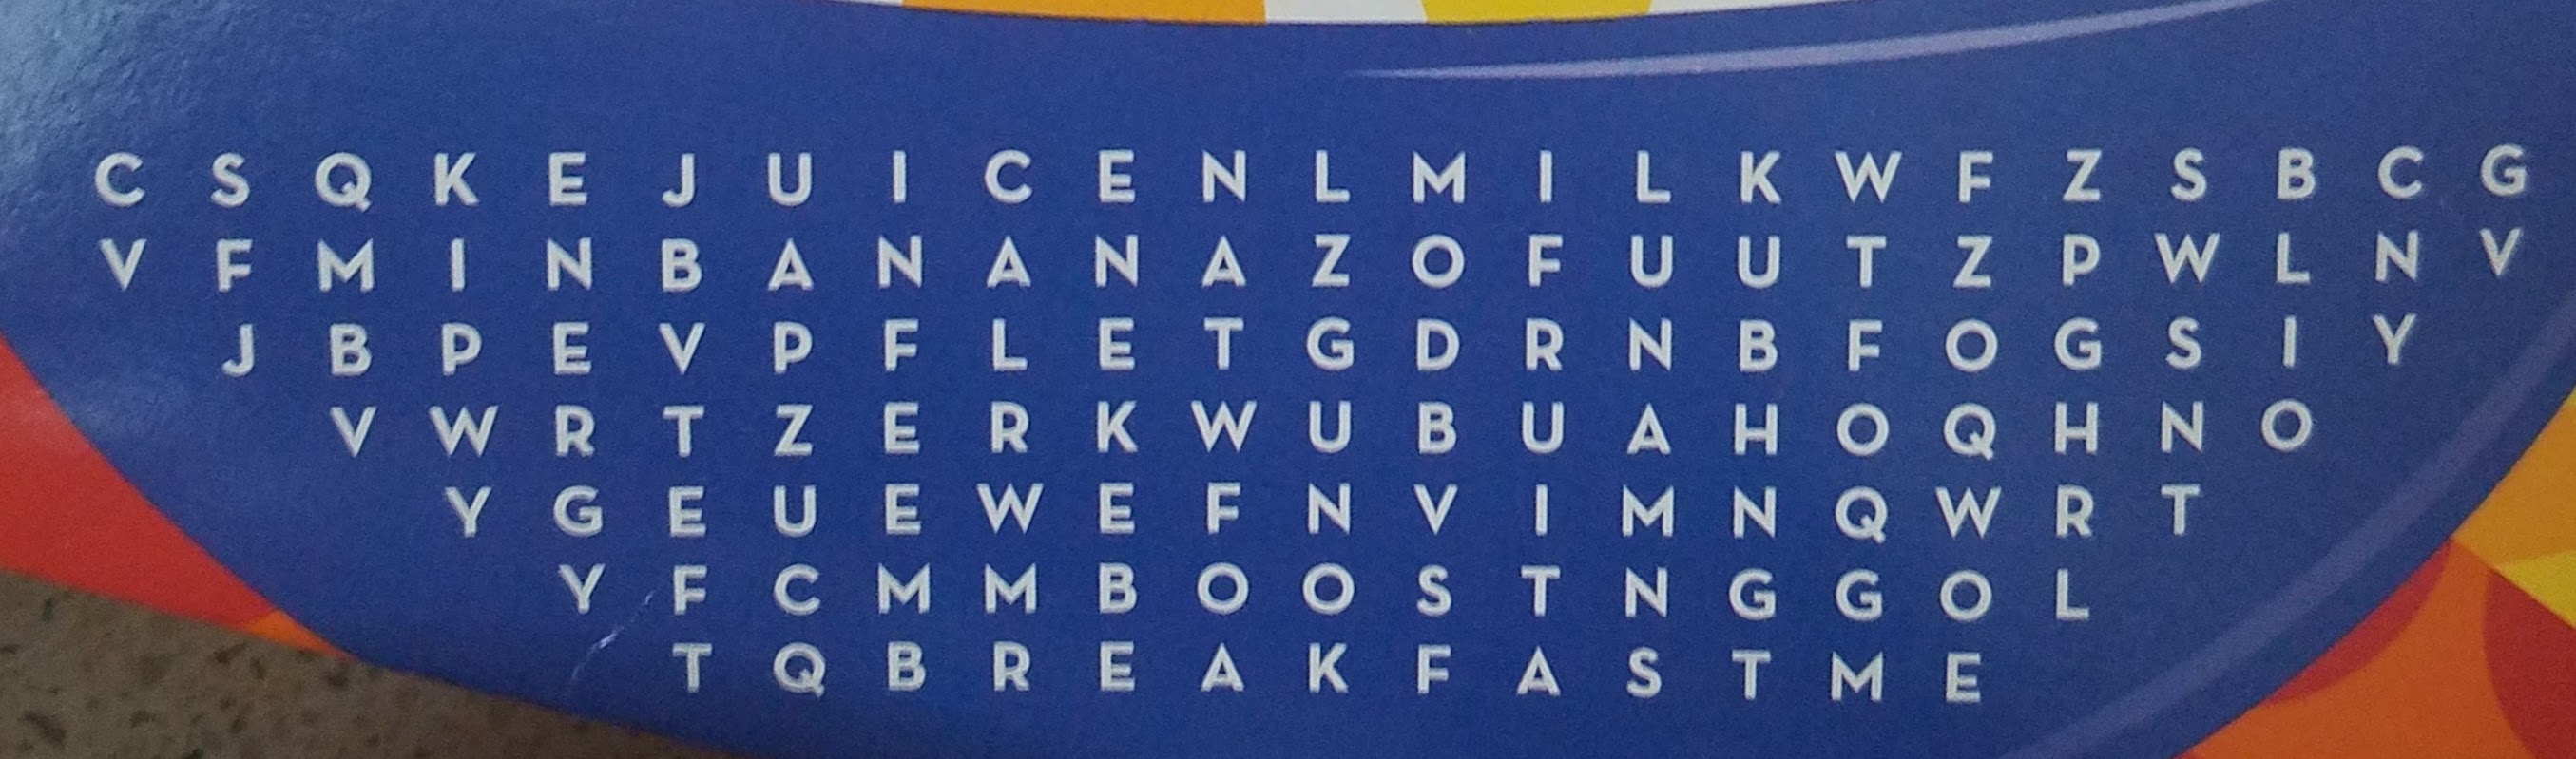 C S Q K E J U I C E N L M I L K W F Z S B C G
V F M I N B A N A N A Z O F U U T Z P W L N V
J B P E V P F L E T G D R N B F O G S I Y
V W R T Z E R K W U B U A H O Q H N O
Y G E U E W E F N V I M N Q W R T
Y F C M M B O O S T N G G O L
T Q B R E A K F A S T M E